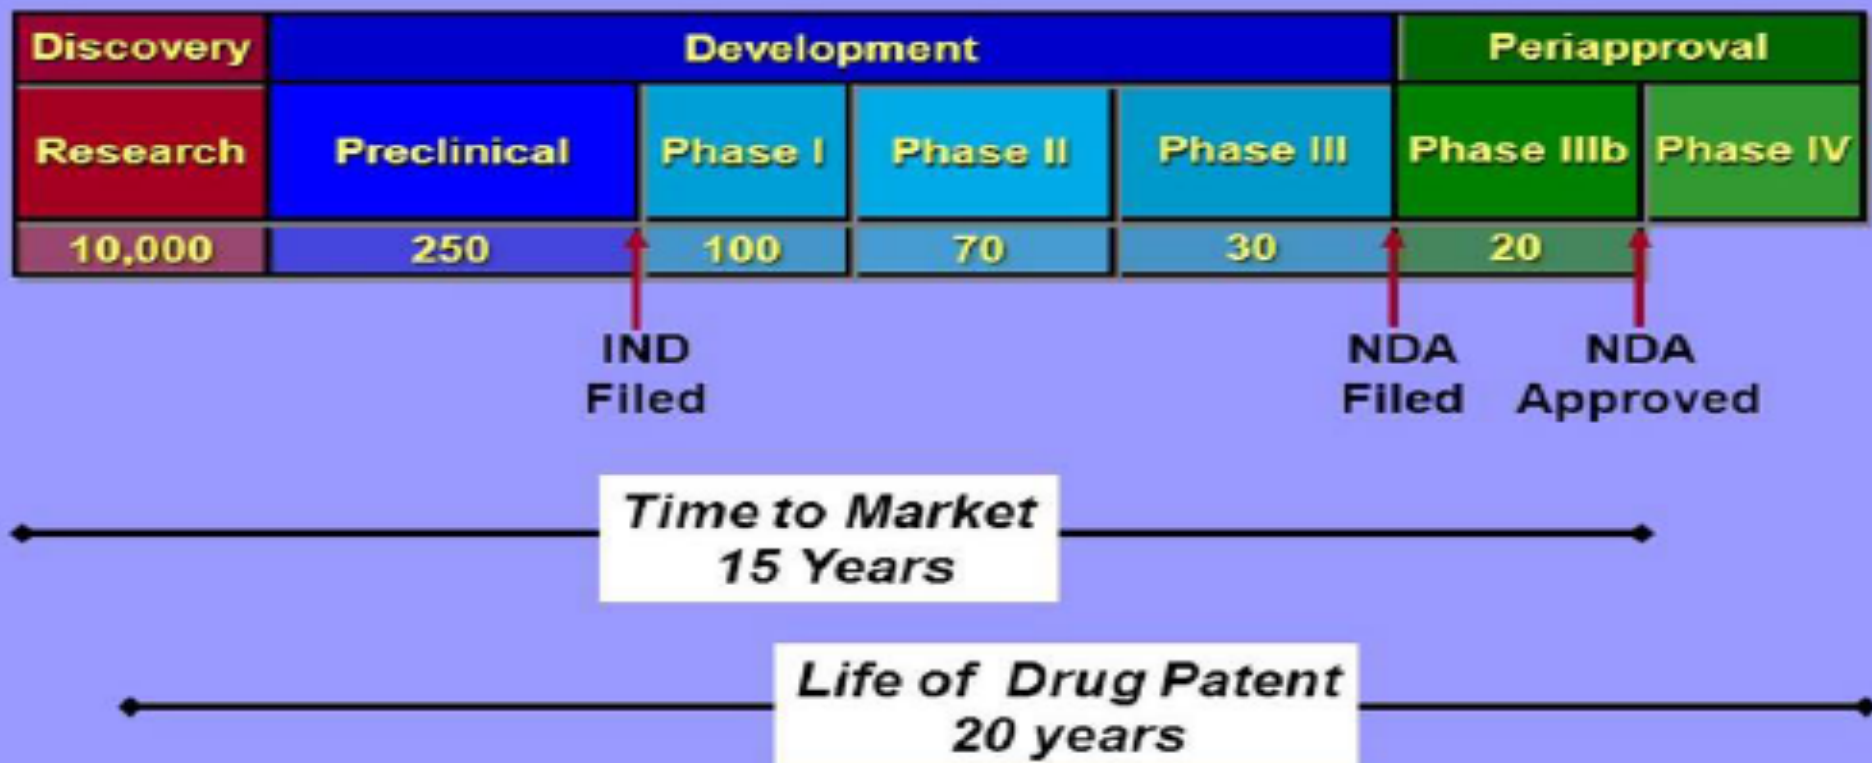 Discovery Development Periapproval
Research Preclinical Phase I Phase II Phase III Phase IIIb Phase IV
10,000 250 100 70 30 20
IND NDA NDA
Filed Filed Approved
Time to Market
15 Years
Life of Drug Patent
20 years